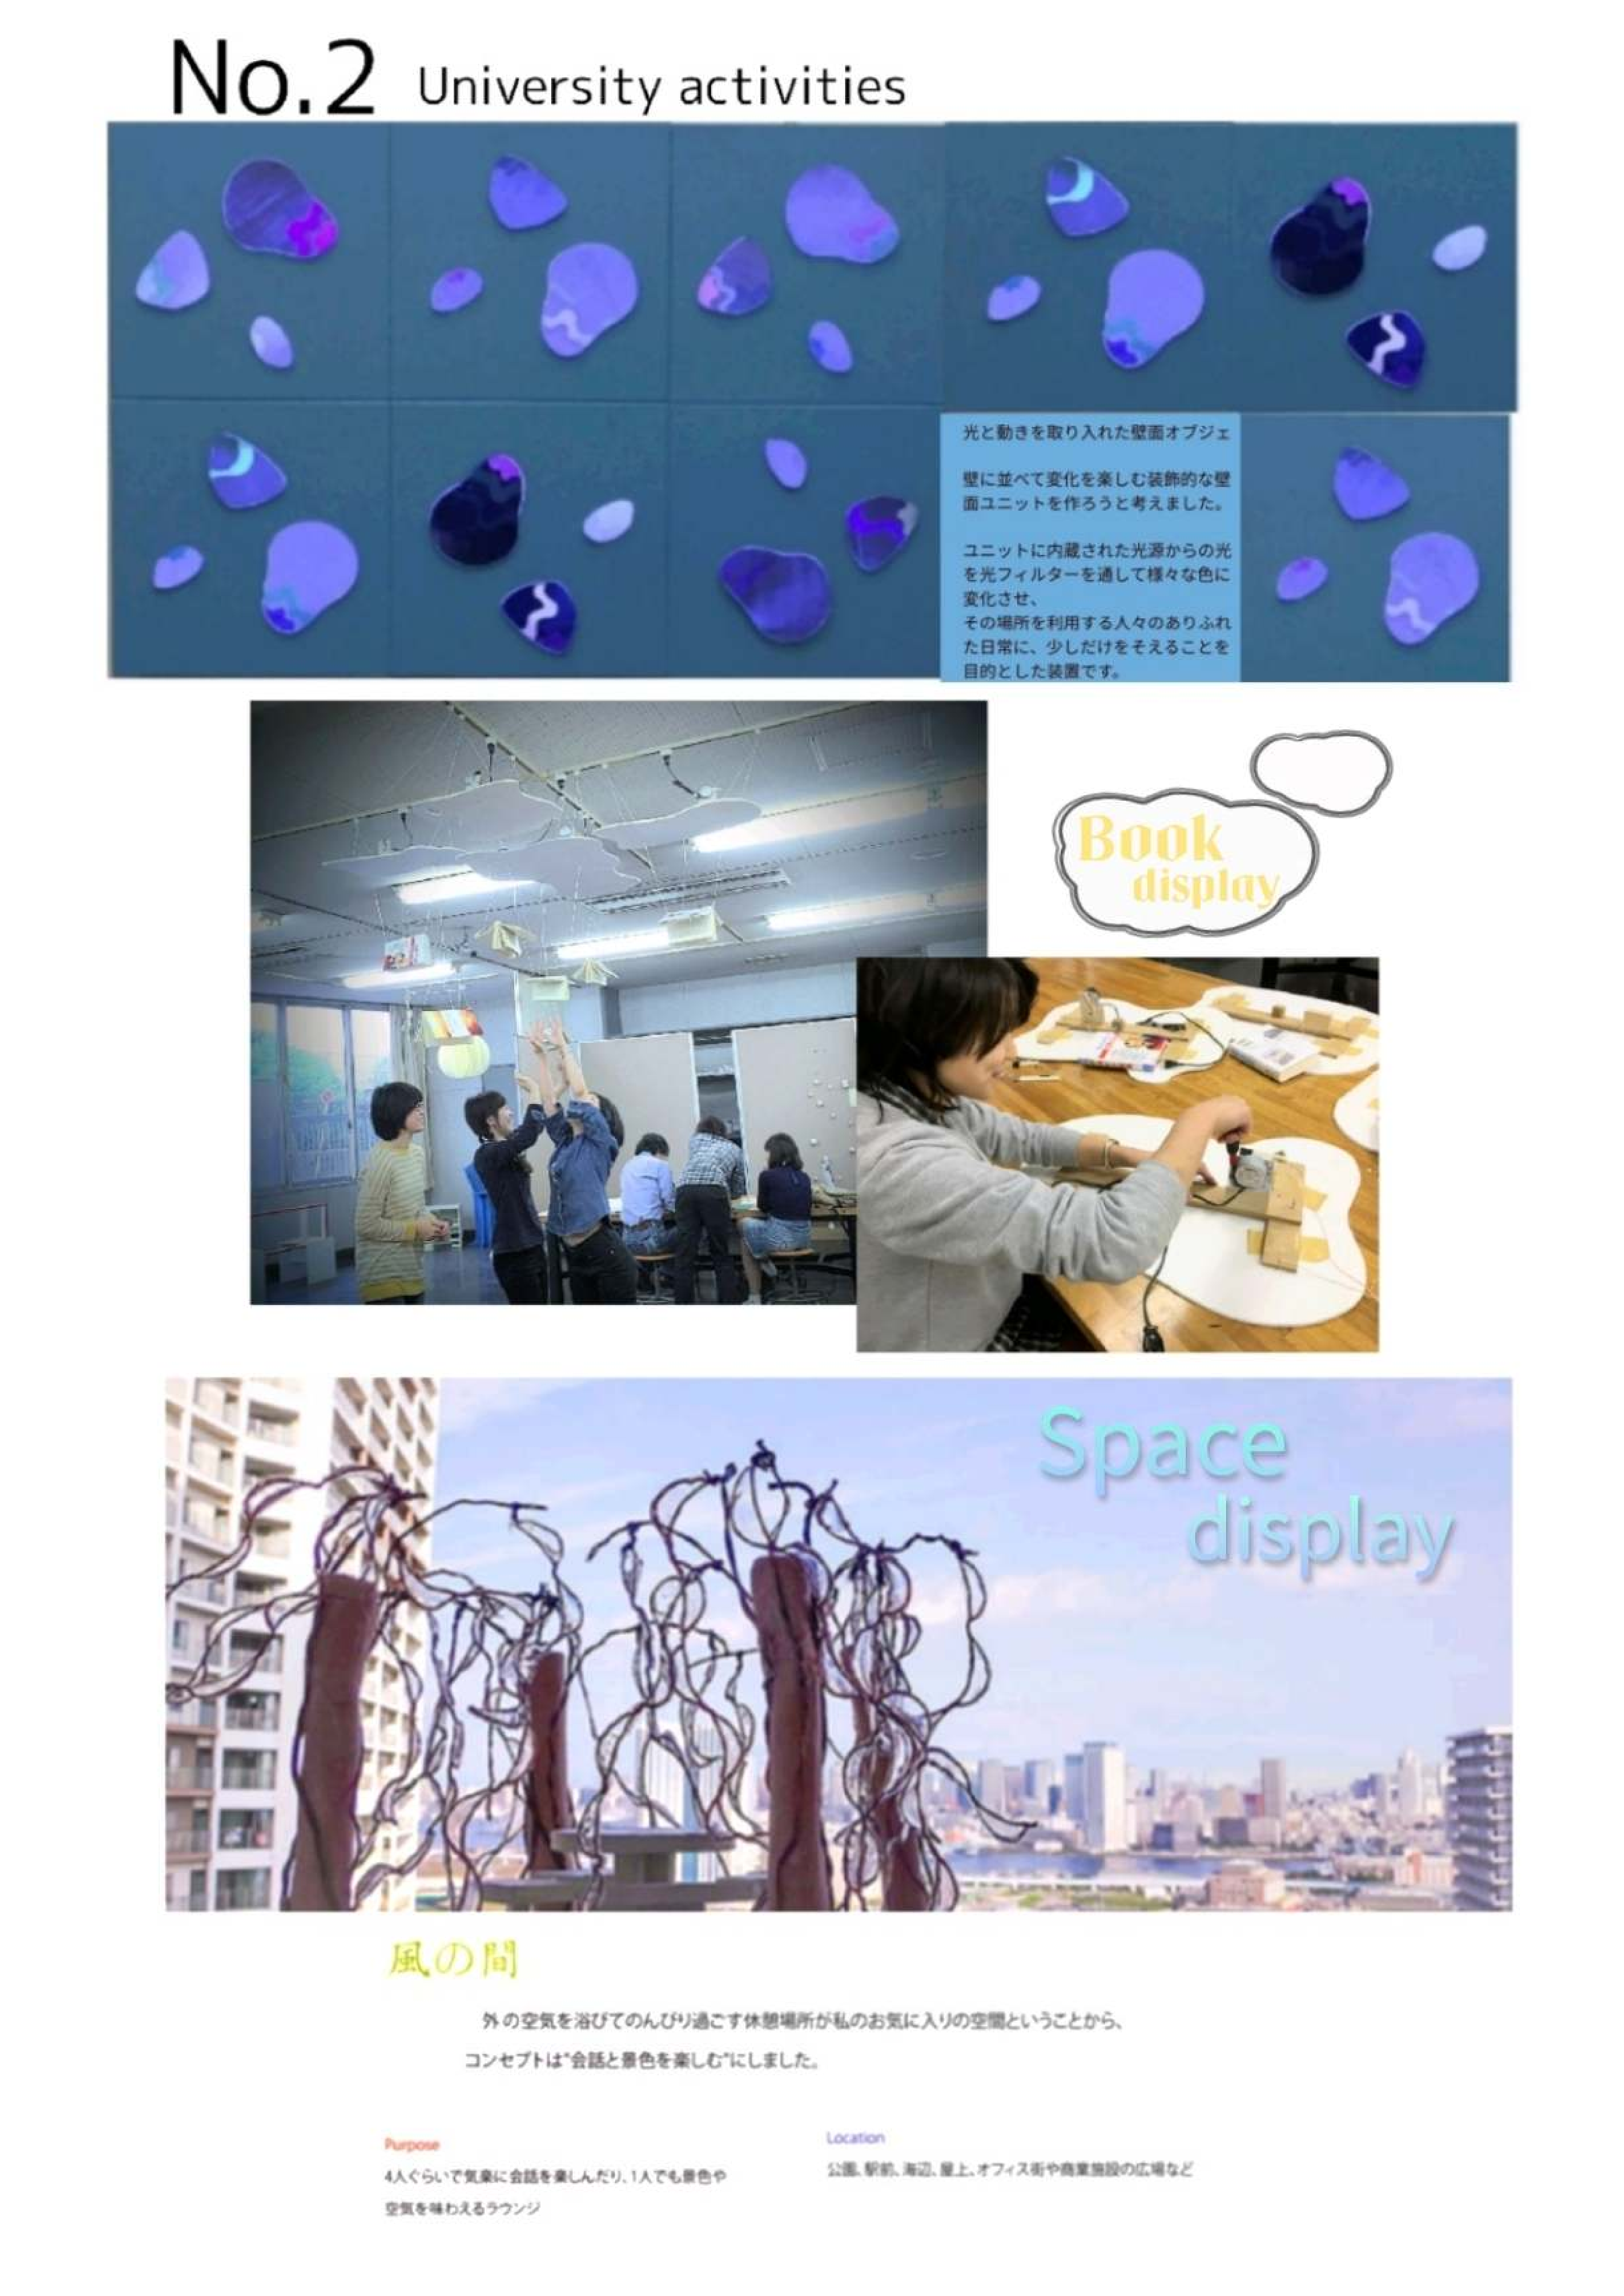 No.2 University activities
光と動きを取り入れた壁面オブジェ
壁に並べて変化を楽しむ装飾的な壁
面ユニットを作ろうと考えました。
ユニットに内蔵された光源からの光
を光フィルターを通して様々な色に
変化させ、
その場所を利用する人々のありふれ
た日常に、少しだけをそえることを
目的とした装置です。
Book
display
Space
display
風の間
外の空気を浴びてのんびり過ごす休憩場所が私のお気に入りの空間ということから、
コンセプトは"会話と景色を楽しむ"にしました。
Purpose
4人ぐらいで気楽に会話を楽しんだり、1人でも景色や
空気を味わえるラウンジ
Location
公園、駅前、海辺、屋上、オフィス街や商業施設の広場など